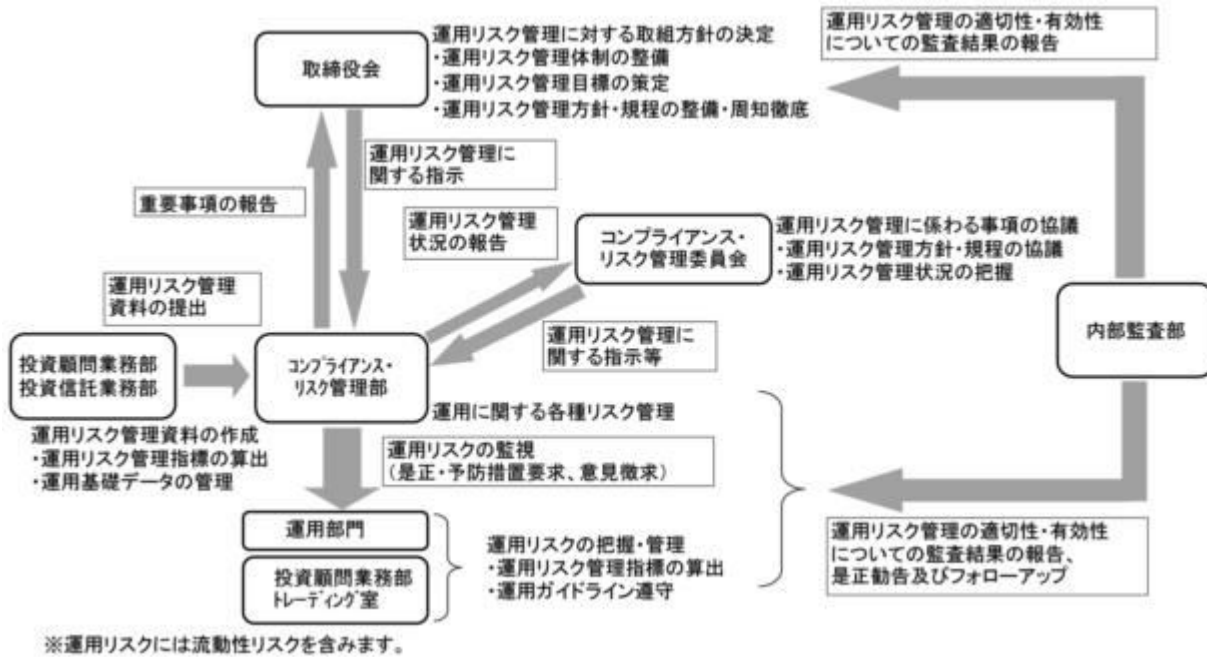 取締役会
運用リスク管理に対する取組方針の決定
・運用リスク管理体制の整備
・運用リスク管理目標の策定
・運用リスク管理方針・規程の整備・周知徹底
運用リスク管理の適切性・有効性
についての監査結果の報告
運用リスク管理に
関する指示
重要事項の報告
運用リスク管理
状況の報告
コンプライアンス・
リスク管理委員会
運用リスク管理に係わる事項の協議
・運用リスク管理方針・規程の協議
・運用リスク管理状況の把握
運用リスク管理
資料の提出
運用リスク管理に
関する指示等
内部監査部
投資顧問業務部
投資信託業務部
コンプライアンス・
リスク管理部
運用に関する各種リスク管理
運用リスク管理資料の作成
・運用リスク管理指標の算出
・運用基礎データの管理
運用リスクの監視
(是正・予防措置要求、意見徴求)
運用部門
投資顧問業務部
トレーディング室
運用リスクの把握・管理
・運用リスク管理指標の算出
・運用ガイドライン遵守
運用リスク管理の適切性・有効性
についての監査結果の報告、
是正勧告及びフォローアップ
※運用リスクには流動性リスクを含みます。